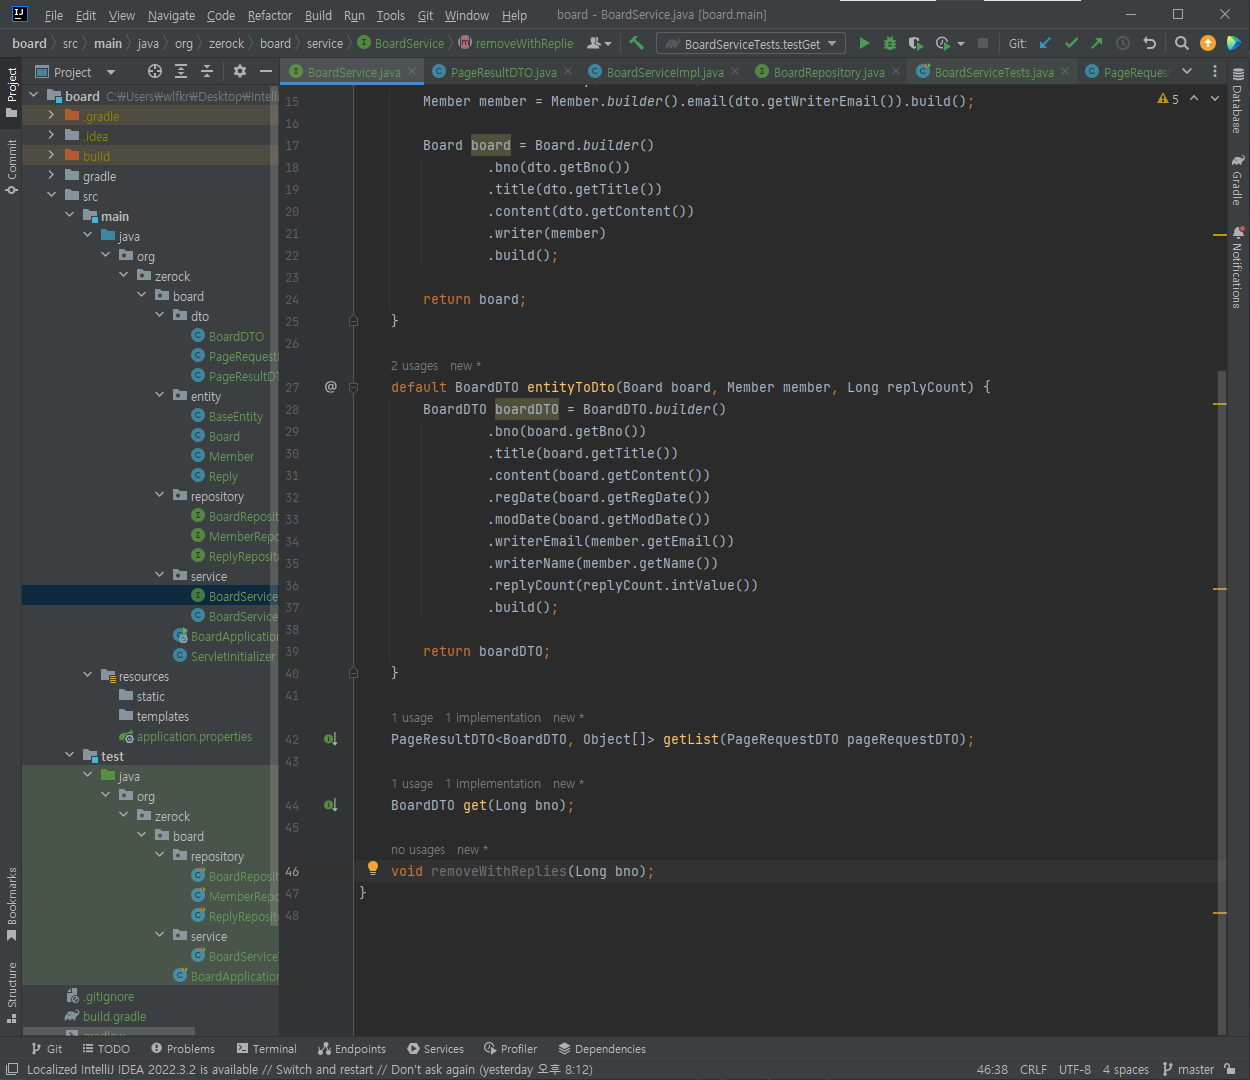 File Edit View Navigate Code Refactor Build Run Tools Git Window Help board - BoardService.java [board.main]
board src main java org zerock board service BoardService removeWithReplie BoardServiceTests.testGet Git:
Project BoardService.java PageResultDTO.java BoardServiceImpl.java BoardRepository.java BoardServiceTests.java PageReques
Project
Commit
Bookmarks
Structure
board C:₩Users₩wlfkr₩Desktop₩Intelli
.gradle
.idea
build
gradle
src
main
java
org
zerock
board
dto
BoardDTO
PageRequest
PageResultDT
entity
BaseEntity
Board
Member
Reply
repository
BoardReposit
MemberRepo
ReplyReposit
service
BoardService
BoardService
BoardApplication
ServletInitializer
resources
static
templates
application.properties
test
java
org
zerock
board
repository
BoardReposit
MemberRepo
ReplyReposit
service
BoardService
BoardApplication
.gitignore
build.gradle
gradlew
5
15 Member member = Member.builder().email(dto.getWriterEmail()).build();
16
17 Board board = Board.builder()
18 .bno(dto.getBno())
19 .title(dto.getTitle())
20 .content(dto.getContent())
21 .writer(member)
22 .build();
23
24 return board;
25 }
26
2 usages new *
27 @ default BoardDTO entityToDto(Board board, Member member, Long replyCount) {
28 BoardDTO boardDTO = BoardDTO.builder()
29 .bno(board.getBno())
30 .title(board.getTitle())
31 .content(board.getContent())
32 .regDate(board.getRegDate())
33 .modDate(board.getModDate())
34 .writerEmail(member.getEmail())
35 .writerName(member.getName())
36 .replyCount(replyCount.intValue())
37 .build();
38
39 return boardDTO;
40 }
41
1 usage 1 implementation new *
42 PageResultDTO<BoardDTO, Object[]> getList(PageRequestDTO pageRequestDTO);
43
1 usage 1 implementation new *
44 BoardDTO get(Long bno);
45
no usages new *
46 void removeWithReplies(Long bno);
47 }
48
Database
Gradle
Notifications
Git TODO Problems Terminal Endpoints Services Profiler Dependencies
Localized IntelliJ IDEA 2022.3.2 is available // Switch and restart // Don't ask again (yesterday 오후 8:12) 46:38 CRLF UTF-8 4 spaces master